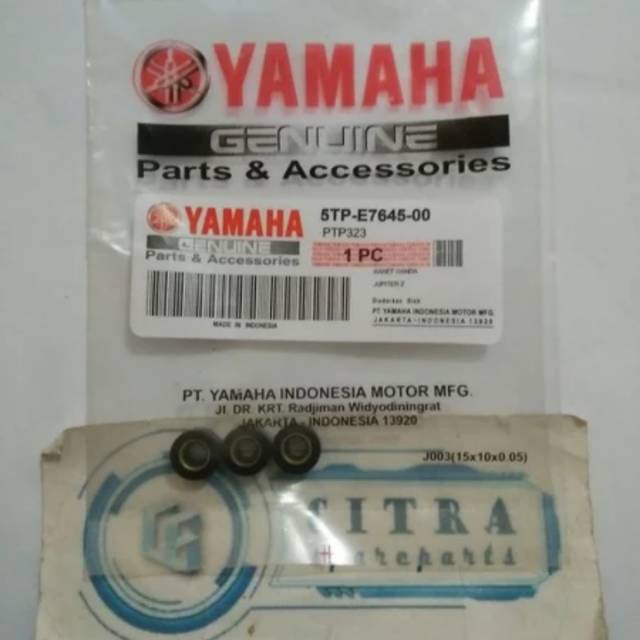 YAMAHA
GENUINE
Parts & Accessories
YAMAHA
GENUINE
Parts & Accessories
MADE IN INDONESIA
5TP-E7645-00
PTP323
1 PC
JUPITER Z
PT. YAMAHA INDONESIA MOTOR MFG.
JAKARTA - INDONESIA 13920
PT. YAMAHA INDONESIA MOTOR MFG.
Jl. DR. KRT. Radjiman Widyodiningrat
JAKARTA - INDONESIA 13920
J003(15x10x0.05)
CITRA